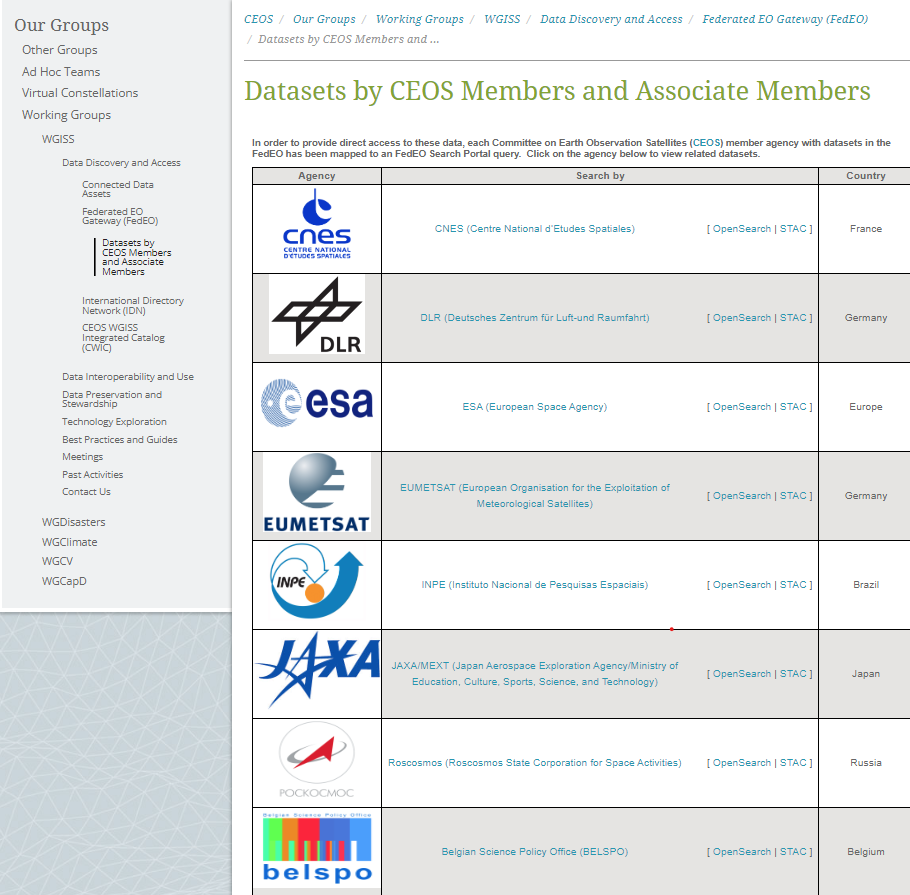 Our Groups
Other Groups
Ad Hoc Teams
Virtual Constellations
Working Groups
WGISS
Data Discovery and Access
Connected Data
Assets
Federated EO
Gateway (FedEO)
Datasets by
CEOS Members
and Associate
Members
International Directory
Network (IDN)
CEOS WGISS
Integrated Catalog
(CWIC)
Data Interoperability and Use
Data Preservation and
Stewardship
Technology Exploration
Best Practices and Guides
Meetings
Past Activities
Contact Us
WGDisasters
WGClimate
WGCV
WGCapD
CEOS / Our Groups / Working Groups / WGISS / Data Discovery and Access / Federated EO Gateway (FedEO)
/ Datasets by CEOS Members and ...
Datasets by CEOS Members and Associate Members
In order to provide direct access to these data, each Committee on Earth Observation Satellites (CEOS) member agency with datasets in the
FedEO has been mapped to an FedEO Search Portal query. Click on the agency below to view related datasets.
Agency Search by Country
cnes
CENTRE NATIONAL
D'ÉTUDES SPATIALES
CNES (Centre National d'Etudes Spatiales) [ OpenSearch | STAC ] France
DLR
DLR (Deutsches Zentrum für Luft-und Raumfahrt) [ OpenSearch | STAC ] Germany
esa
ESA (European Space Agency) [ OpenSearch | STAC ] Europe
EUMETSAT
EUMETSAT (European Organisation for the Exploitation of
Meteorological Satellites) [ OpenSearch | STAC ] Germany
INPE
INPE (Instituto Nacional de Pesquisas Espaciais) [ OpenSearch | STAC ] Brazil
JAXA
JAXA/MEXT (Japan Aerospace Exploration Agency/Ministry of
Education, Culture, Sports, Science, and Technology) [ OpenSearch | STAC ] Japan
РОСКОСМОС
Roscosmos (Roscosmos State Corporation for Space Activities) [ OpenSearch | STAC ] Russia
Belgian Science Policy Office
belspo
Belgian Science Policy Office (BELSPO) [ OpenSearch | STAC ] Belgium